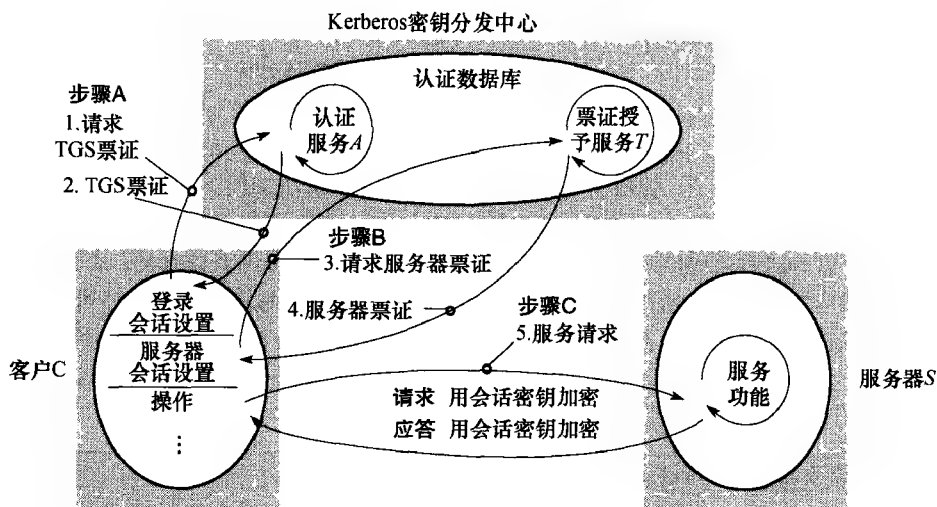 Kerberos密钥分发中心
认证数据库
步骤A
1.请求
TGS票证
2. TGS票证
认证
服务A
票证授
予服务T
步骤B
3.请求服务器票证
4.服务器票证
步骤C
5.服务请求
登录
会话设置
服务器
会话设置
操作
⋮
客户C
请求 用会话密钥加密
应答 用会话密钥加密
服务
功能
服务器S